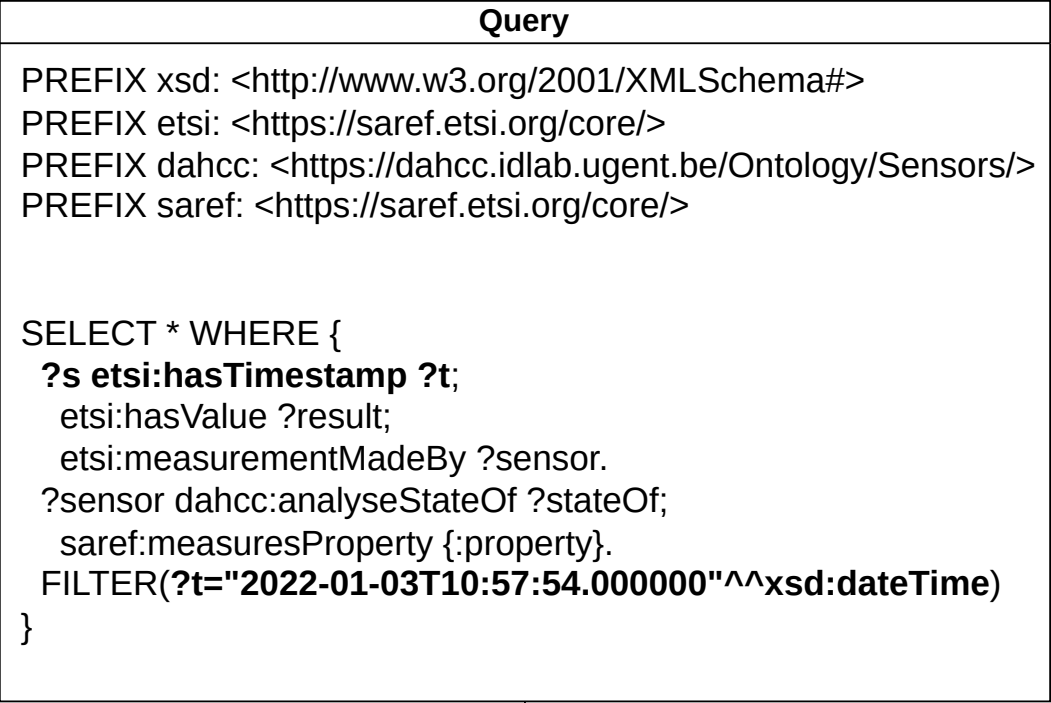 Query
PREFIX xsd: <http://www.w3.org/2001/XMLSchema#>
PREFIX etsi: <https://saref.etsi.org/core/>
PREFIX dahcc: <https://dahcc.idlab.ugent.be/Ontology/Sensors/>
PREFIX saref: <https://saref.etsi.org/core/>
SELECT * WHERE {
?s etsi:hasTimestamp ?t;
etsi:hasValue ?result;
etsi:measurementMadeBy ?sensor.
?sensor dahcc:analyseStateOf ?stateOf;
saref:measuresProperty {:property}.
FILTER(?t="2022-01-03T10:57:54.000000"^^xsd:dateTime)
}